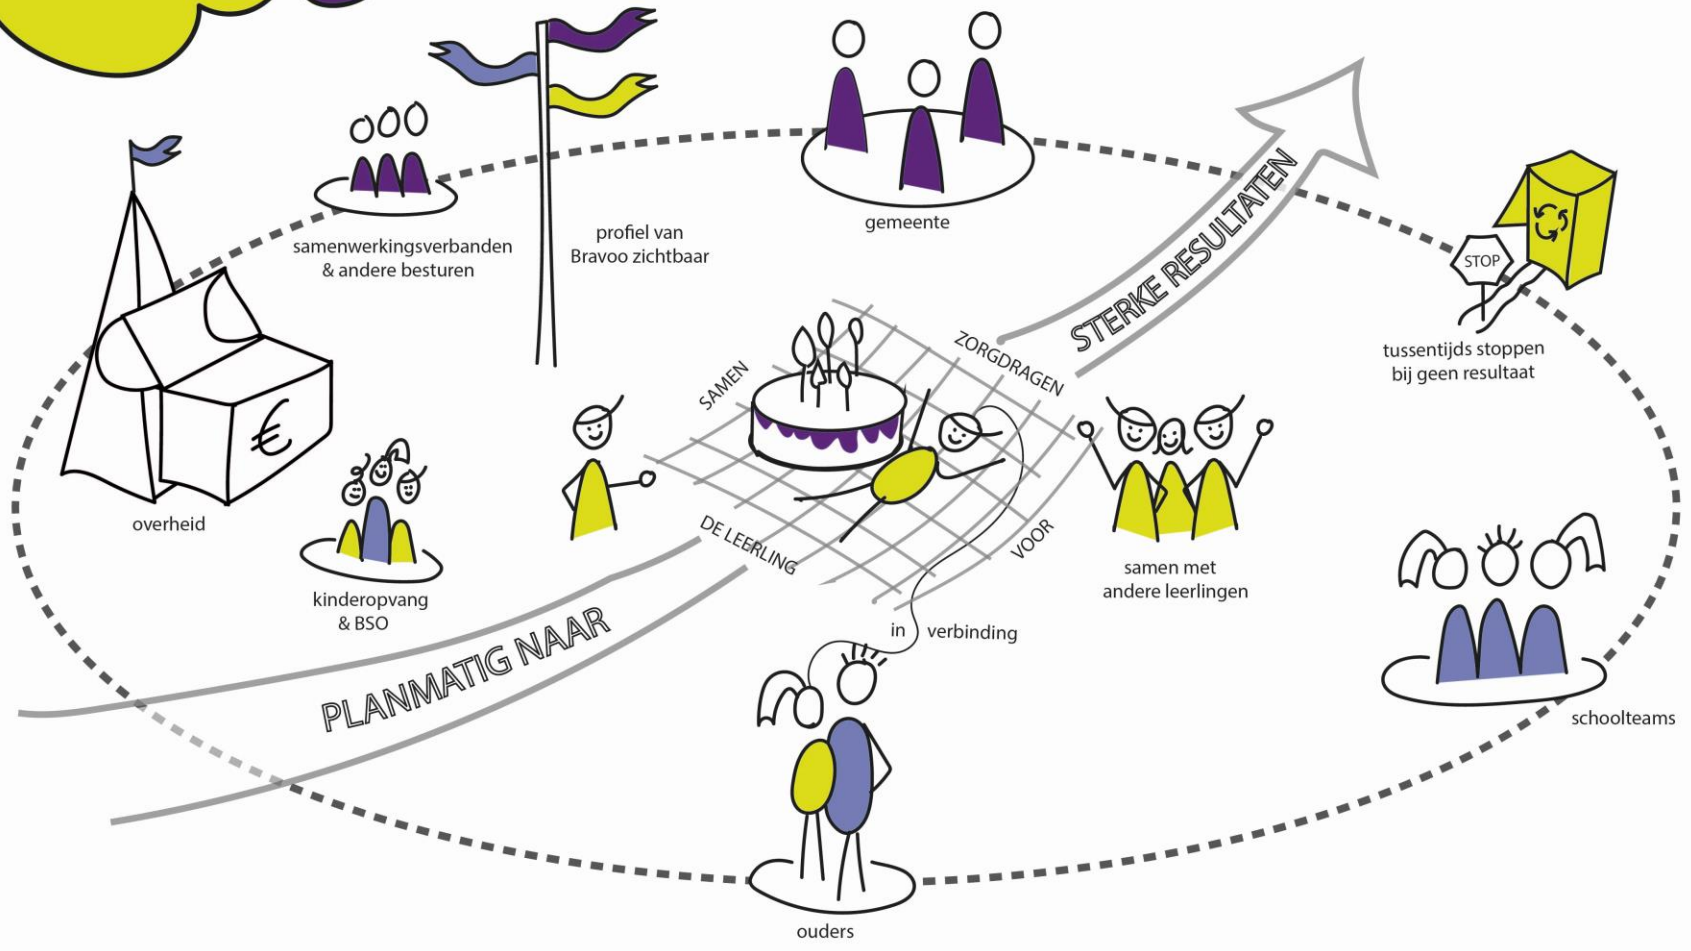 samenwerkingsverbanden
& andere besturen
profiel van
Bravoo zichtbaar
gemeente
STERKE RESULTATEN
STOP
tussentijds stoppen
bij geen resultaat
€
overheid
kinderopvang
& BSO
SAMEN
ZORGDRAGEN
VOOR
DE LEERLING
samen met
andere leerlingen
in verbinding
PLANMATIG NAAR
schoolteams
ouders